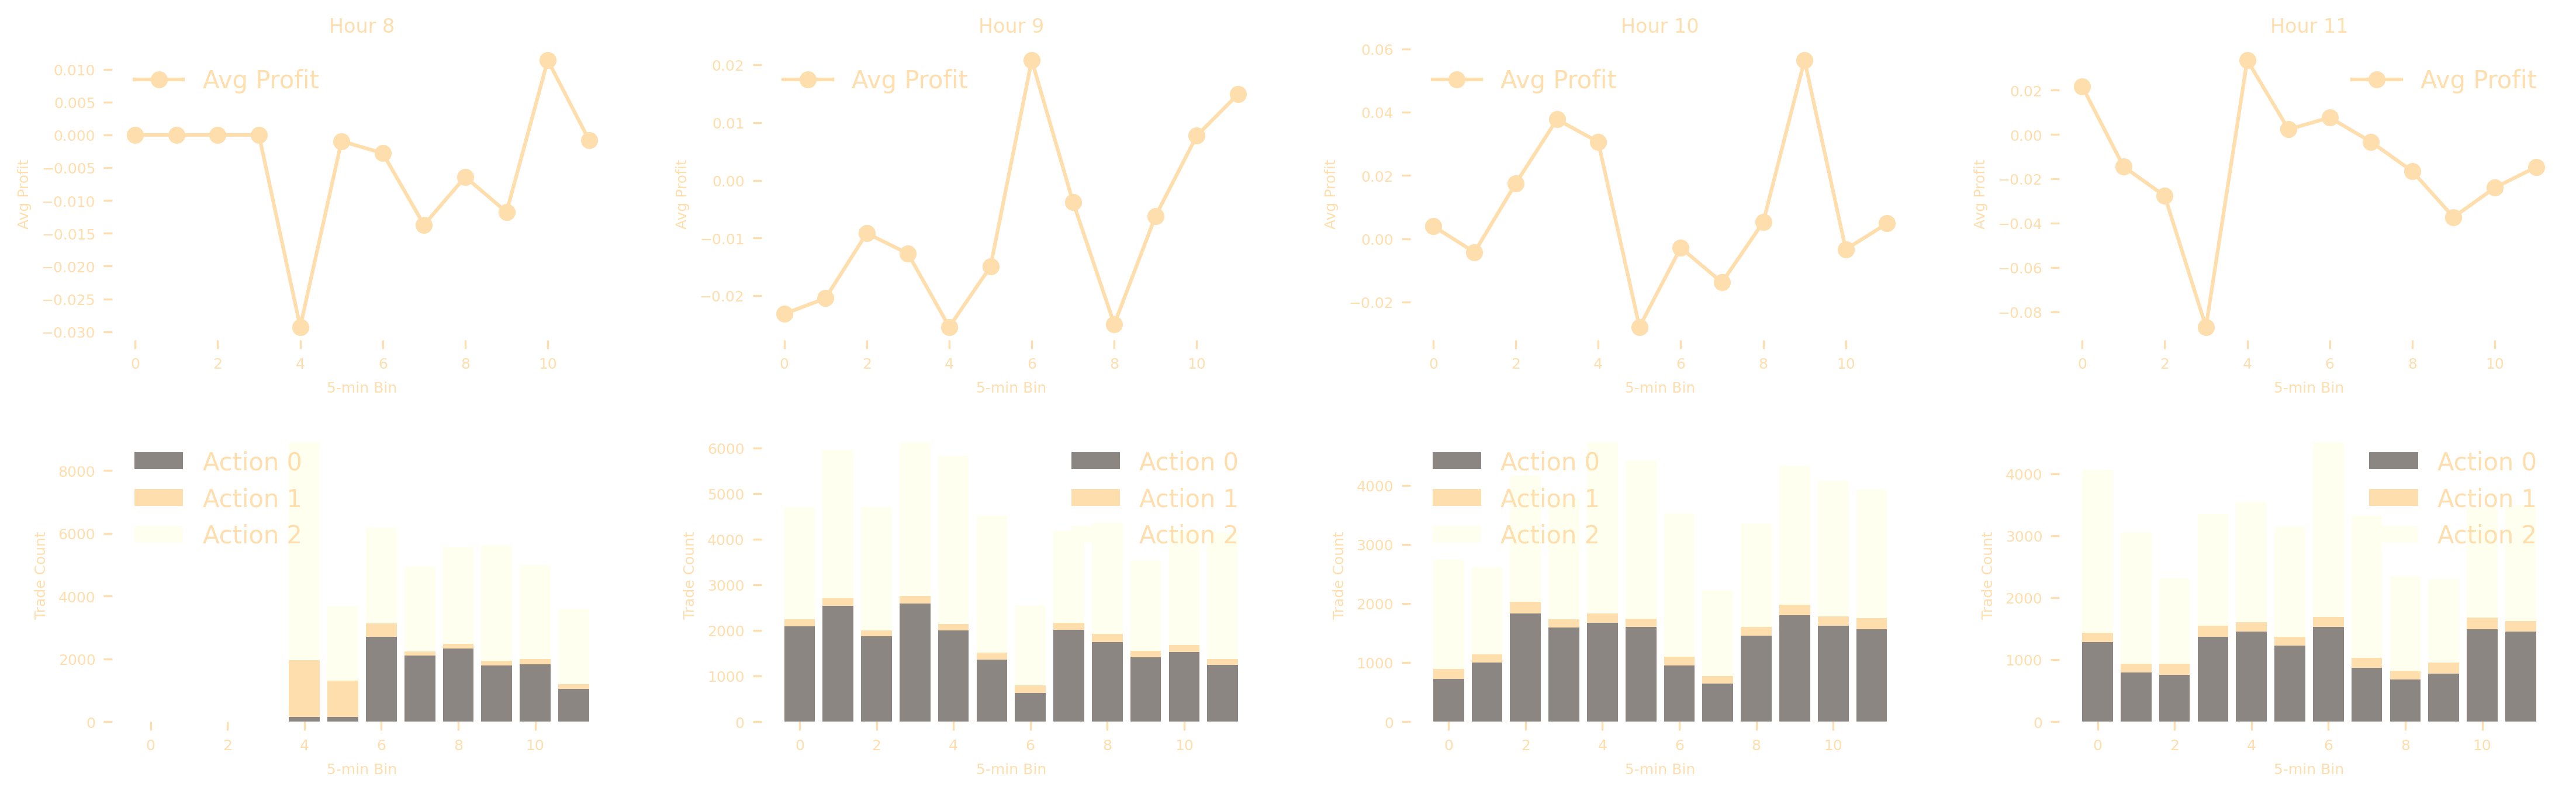 Hour 8
0.010
0.005
0.000
−0.005
−0.010
−0.015
−0.020
−0.025
−0.030
Avg Profit
Avg Profit
0 2 4 6 8 10
5-min Bin
Hour 9
0.02
0.01
0.00
−0.01
−0.02
Avg Profit
Avg Profit
0 2 4 6 8 10
5-min Bin
Hour 10
0.06
0.04
0.02
0.00
−0.02
Avg Profit
Avg Profit
0 2 4 6 8 10
5-min Bin
Hour 11
0.02
0.00
−0.02
−0.04
−0.06
−0.08
Avg Profit
Avg Profit
0 2 4 6 8 10
5-min Bin
8000
6000
4000
2000
0
Trade Count
Action 0
Action 1
Action 2
0 2 4 6 8 10
5-min Bin
6000
5000
4000
3000
2000
1000
0
Trade Count
Action 0
Action 1
Action 2
0 2 4 6 8 10
5-min Bin
4000
3000
2000
1000
0
Trade Count
Action 0
Action 1
Action 2
0 2 4 6 8 10
5-min Bin
4000
3000
2000
1000
0
Trade Count
Action 0
Action 1
Action 2
0 2 4 6 8 10
5-min Bin